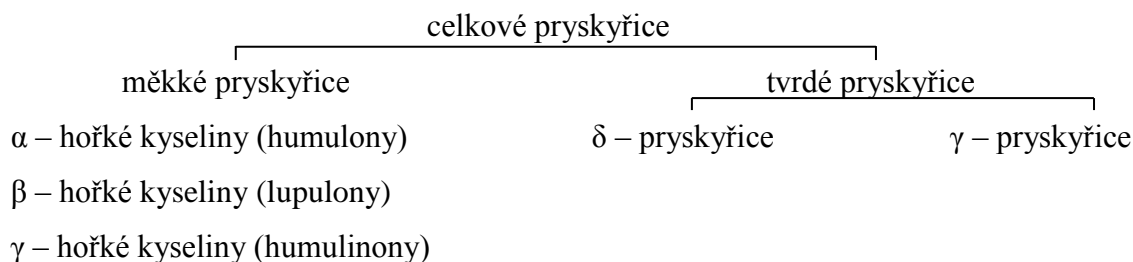 celkové pryskyřice
měkké pryskyřice tvrdé pryskyřice
α – hořké kyseliny (humulony) δ – pryskyřice γ – pryskyřice
β – hořké kyseliny (lupulony)
γ – hořké kyseliny (humulinony)